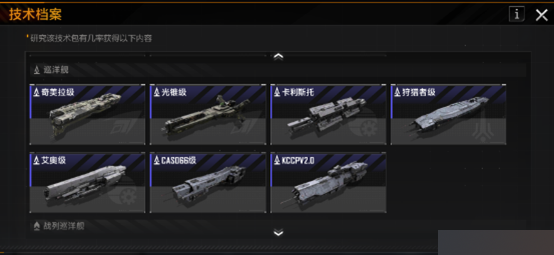 技术档案
*研究该技术包有几率获得以下内容
巡洋舰
奇美拉级
光锥级
卡利斯托
狩猎者级
艾奥级
CAS066级
KCCPV2.0
战列巡洋舰